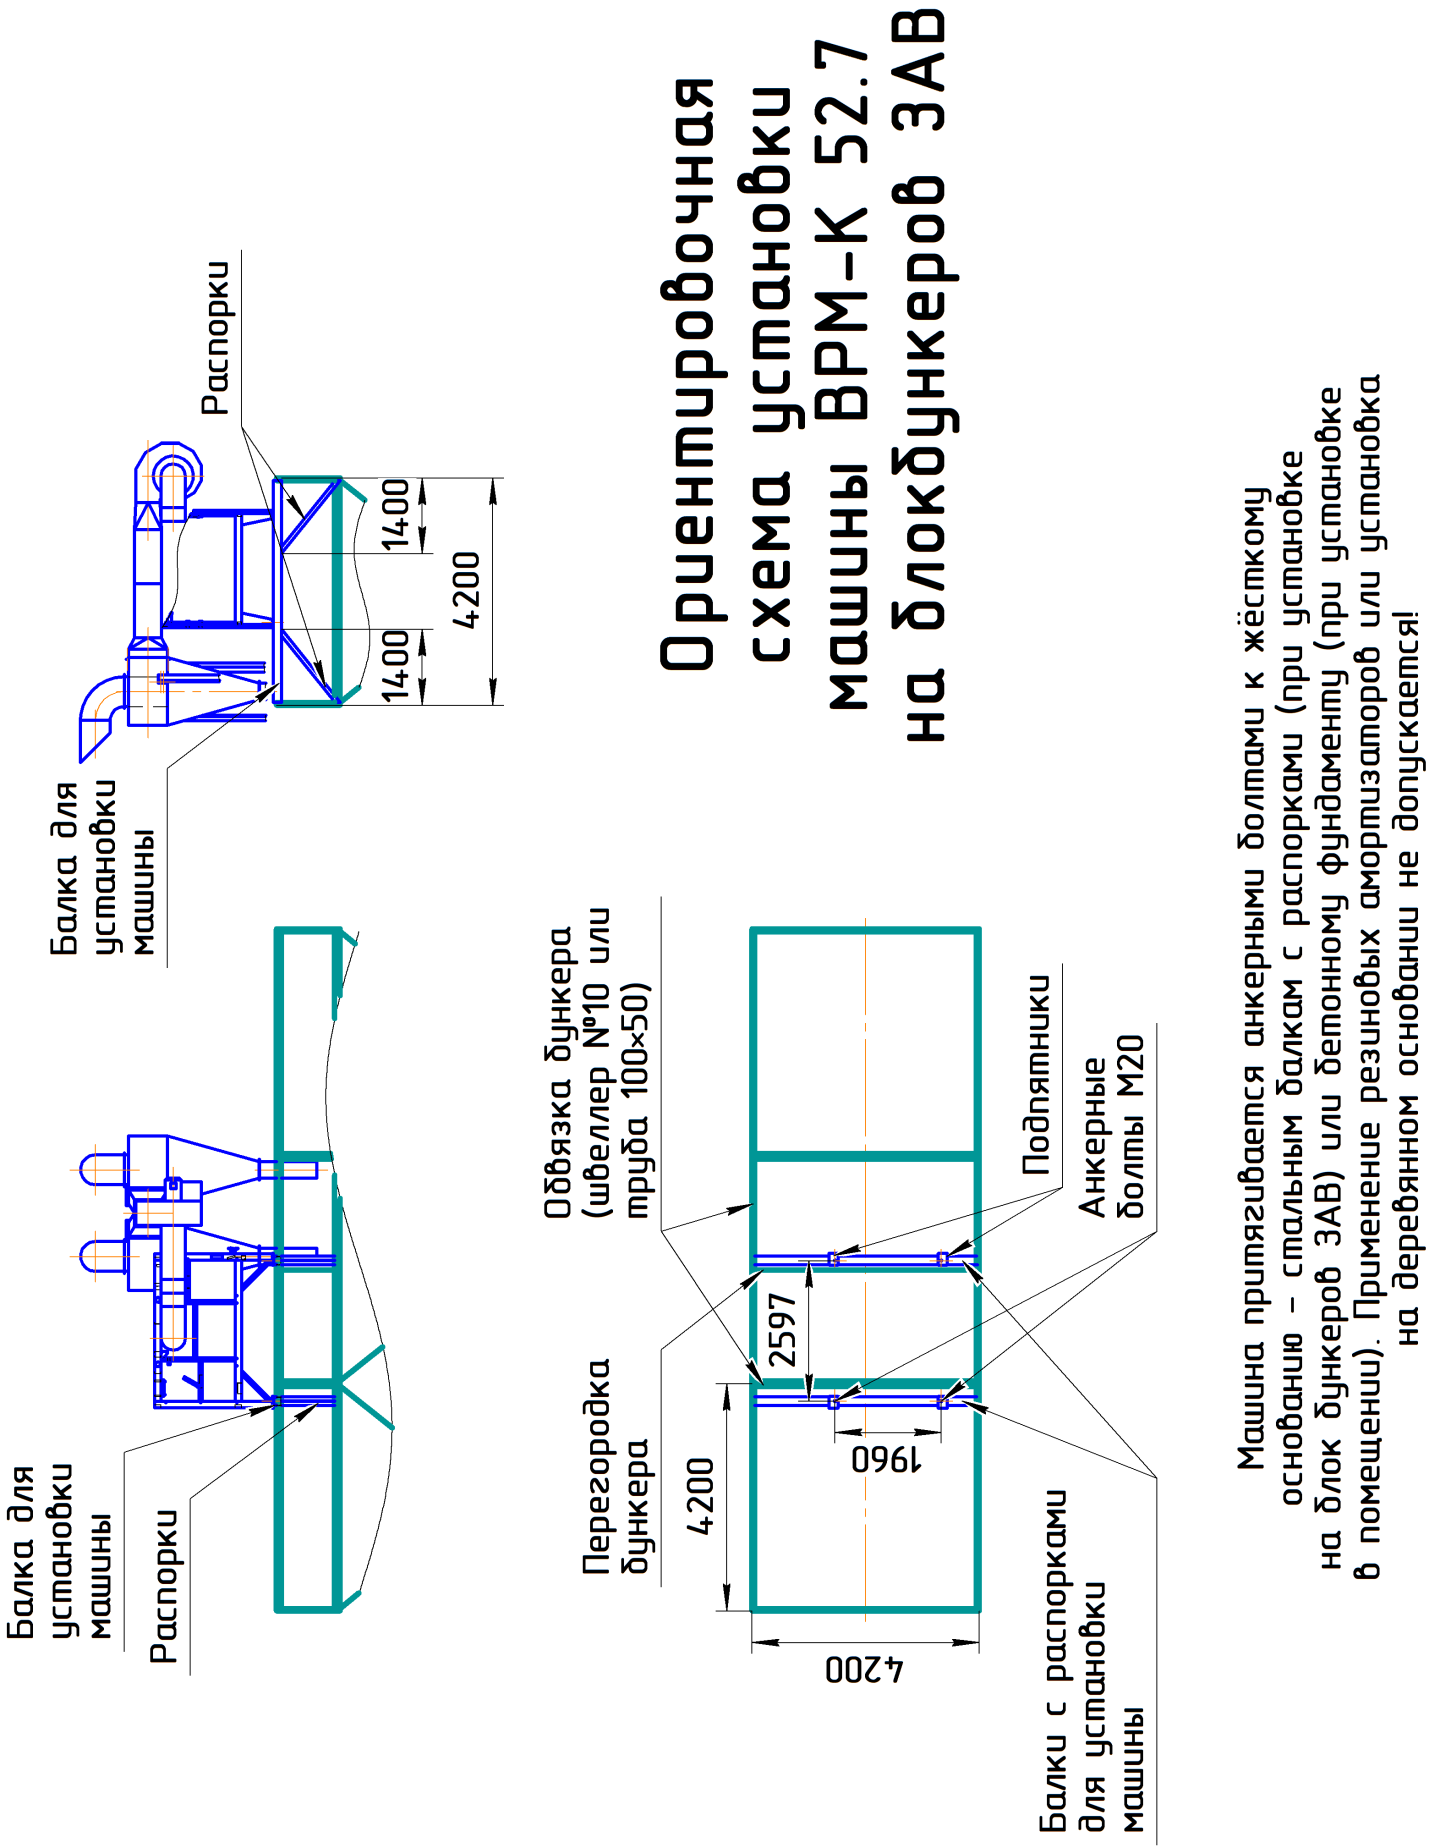 Балка для
установки
машины
Распорки
Балка для
установки
машины
Распорки
1400
1400
4200
Обвязка бункера
(швеллер №10 или
труба 100×50)
Перегородка
бункера
4200
2597
1960
4200
Подпятники
Анкерные
болты М20
Балки с распорками
для установки
машины
Ориентировочная
схема установки
машины ВРМ-К 52.7
на блокбункеров ЗАВ
Машина притягивается анкерными болтами к жёсткому
основанию – стальным балкам с распорками (при установке
на блок бункеров ЗАВ) или бетонному фундаменту (при установке
в помещении). Применение резиновых амортизаторов или установка
на деревянном основании не допускается!